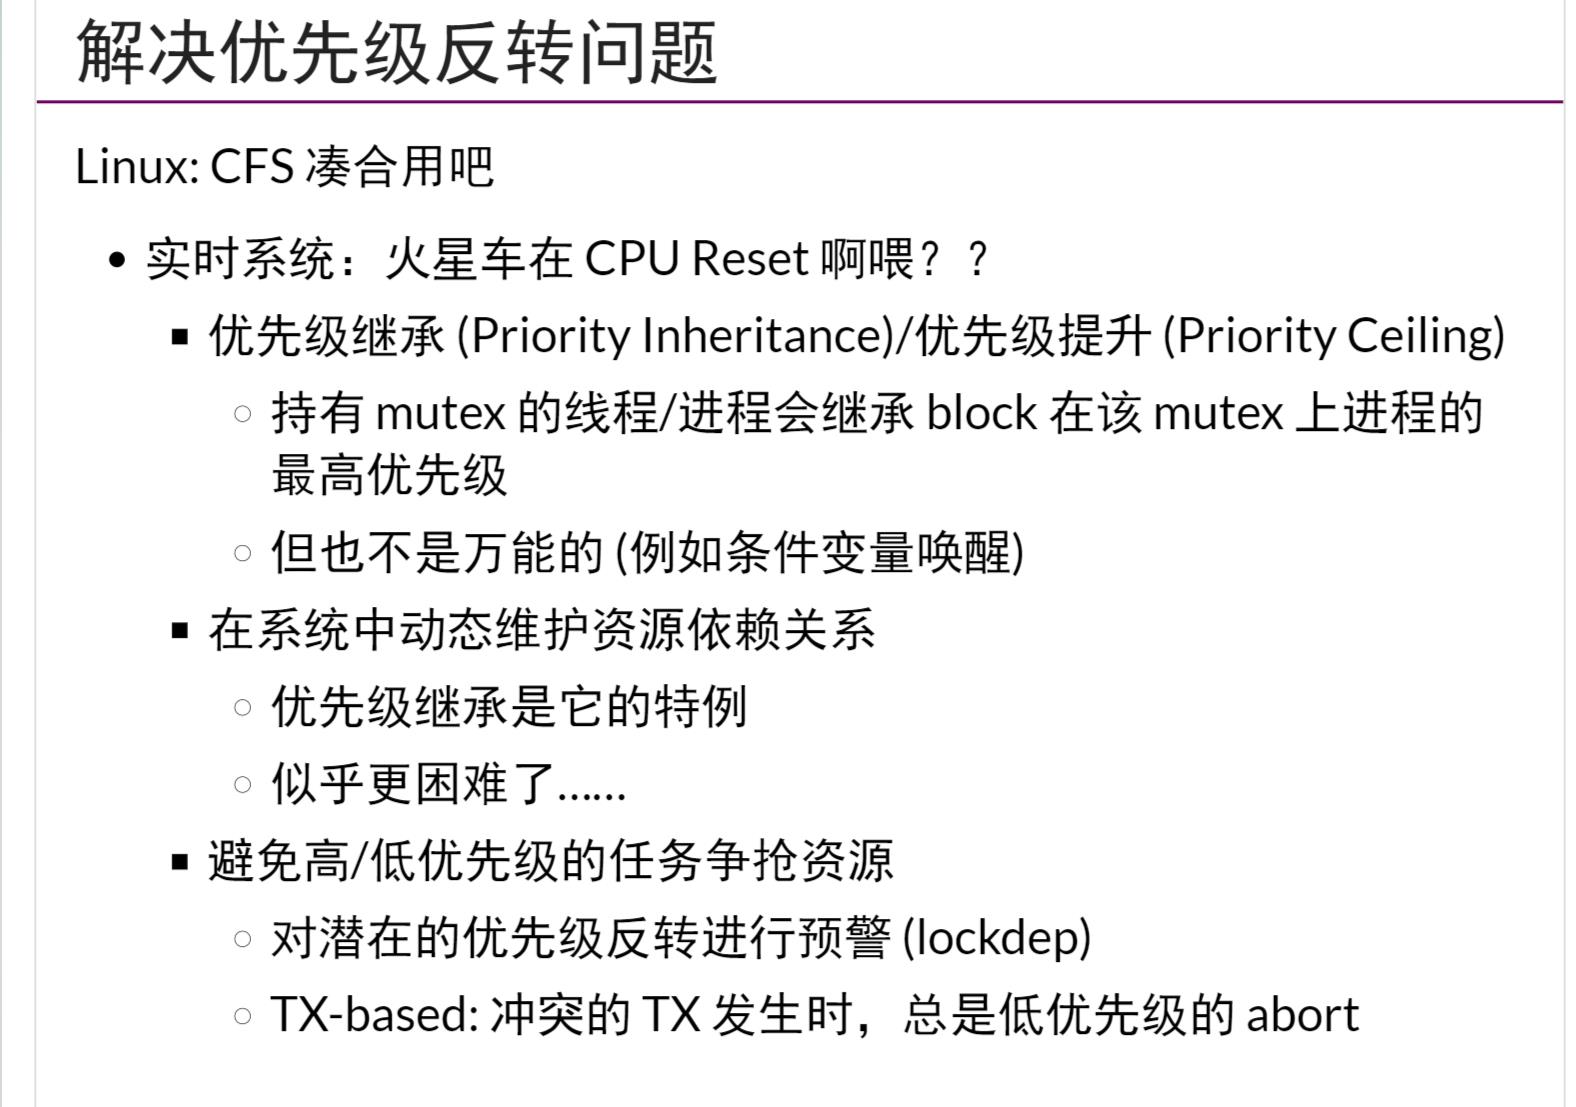 解决优先级反转问题
Linux: CFS 凑合用吧
实时系统：火星车在 CPU Reset 啊喂？？
优先级继承 (Priority Inheritance)/优先级提升 (Priority Ceiling)
持有 mutex 的线程/进程会继承 block 在该 mutex 上进程的
最高优先级
但也不是万能的 (例如条件变量唤醒)
在系统中动态维护资源依赖关系
优先级继承是它的特例
似乎更困难了……
避免高/低优先级的任务争抢资源
对潜在的优先级反转进行预警 (lockdep)
TX-based: 冲突的 TX 发生时，总是低优先级的 abort